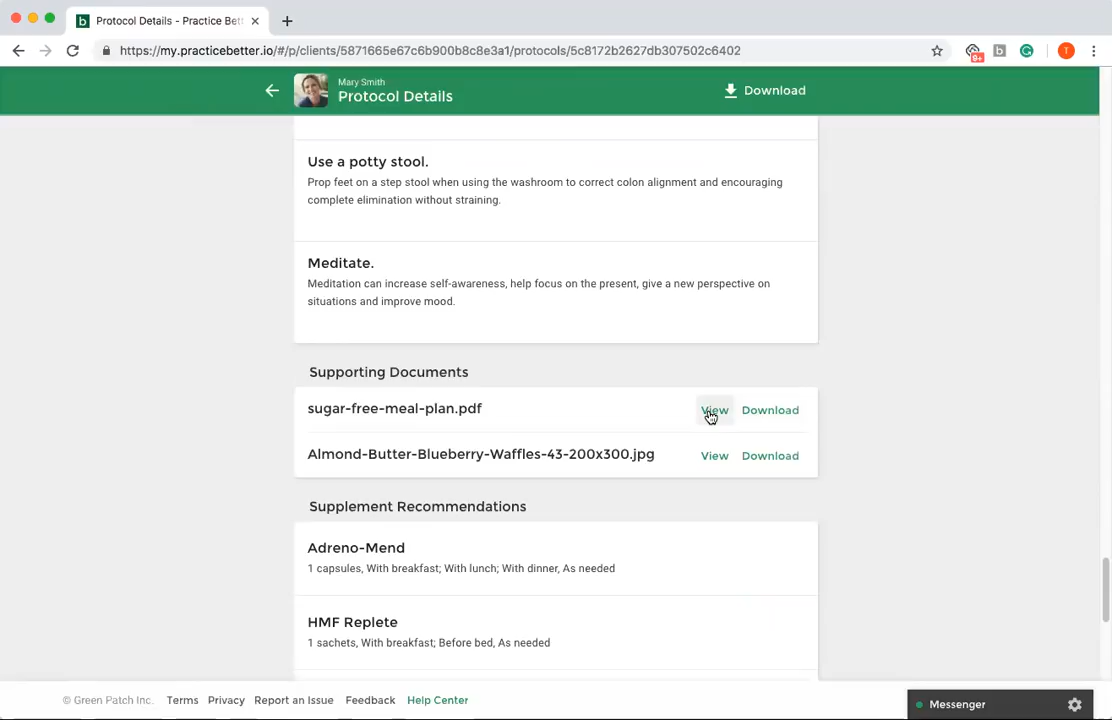 Protocol Details - Practice Bett
https://my.practicebetter.io/#/p/clients/5871665e67c6b900b8c8e3a1/protocols/5c8172b2627db307502c6402
9+
b
T
Mary Smith
Protocol Details
Download
Use a potty stool.
Prop feet on a step stool when using the washroom to correct colon alignment and encouraging
complete elimination without straining.
Meditate.
Meditation can increase self-awareness, help focus on the present, give a new perspective on
situations and improve mood.
Supporting Documents
sugar-free-meal-plan.pdf View Download
Almond-Butter-Blueberry-Waffles-43-200x300.jpg View Download
Supplement Recommendations
Adreno-Mend
1 capsules, With breakfast; With lunch; With dinner, As needed
HMF Replete
1 sachets, With breakfast; Before bed, As needed
© Green Patch Inc. Terms Privacy Report an Issue Feedback Help Center
Messenger